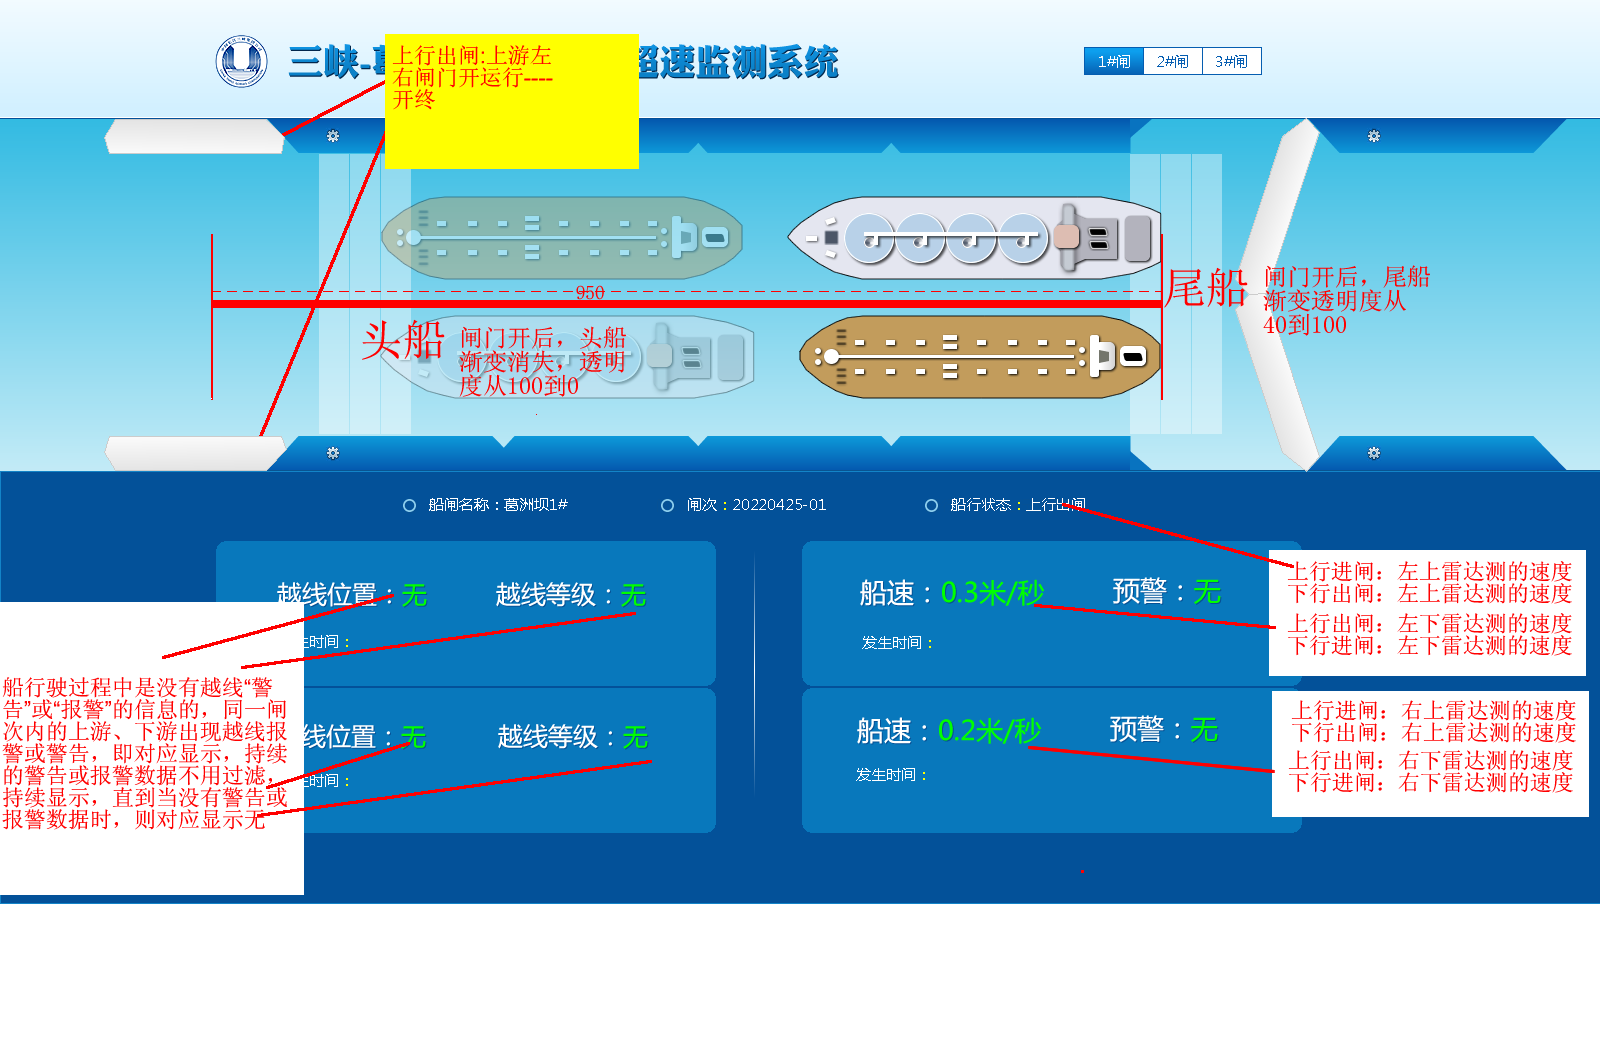 三峡-葛
超速监测系统
1#闸
2#闸
3#闸
上行出闸:上游左
右闸门开运行----
开终
950
头船
闸门开后，头船
渐变消失，透明
度从100到0
尾船
闸门开后，尾船
渐变透明度从
40到100
船闸名称：葛洲坝1#
闸次：20220425-01
船行状态：上行出闸
越线位置：无
越线等级：无
生时间：
线位置：无
越线等级：无
生时间：
船速：0.3米/秒
预警：无
发生时间：
船速：0.2米/秒
预警：无
发生时间：
上行进闸：左上雷达测的速度
下行出闸：左上雷达测的速度
上行出闸：左下雷达测的速度
下行进闸：左下雷达测的速度
上行进闸：右上雷达测的速度
下行出闸：右上雷达测的速度
上行出闸：右下雷达测的速度
下行进闸：右下雷达测的速度
船行驶过程中是没有越线“警
告”或“报警”的信息的，同一闸
次内的上游、下游出现越线报
警或警告，即对应显示，持续
的警告或报警数据不用过滤，
持续显示，直到当没有警告或
报警数据时，则对应显示无